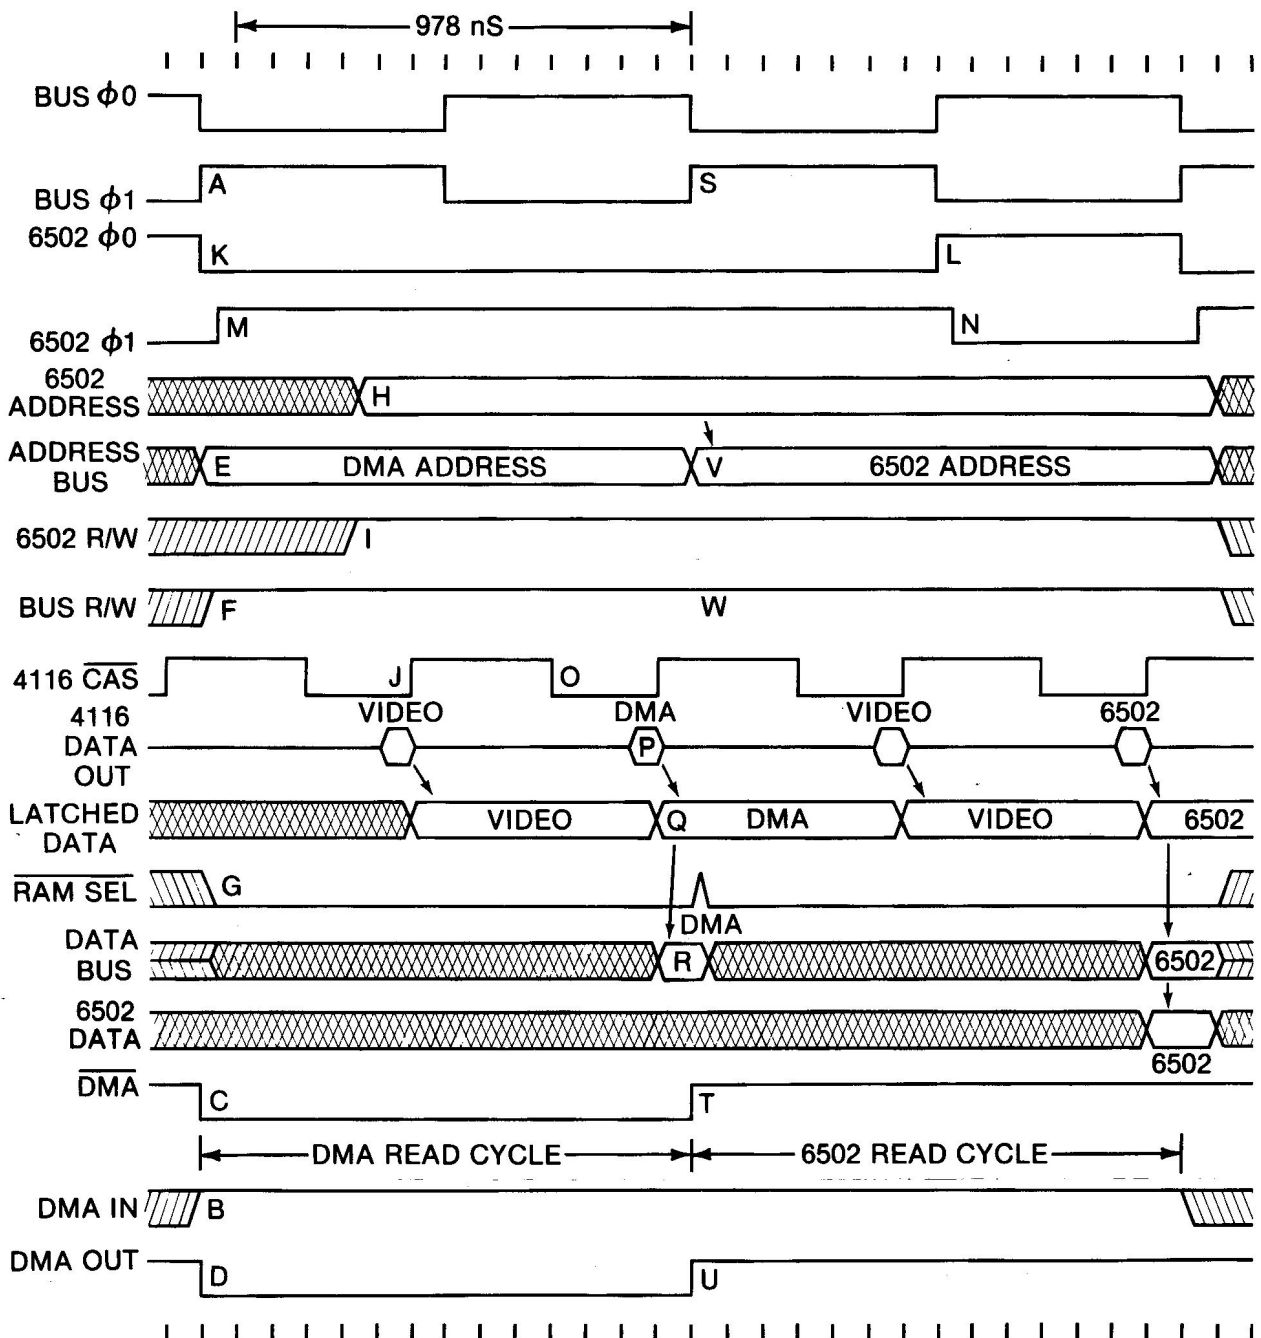 978 nS
BUS ϕ0
BUS ϕ1
A
S
6502 ϕ0
K
L
6502 ϕ1
M
N
6502
ADDRESS
H
ADDRESS
BUS
E
DMA ADDRESS
V
6502 ADDRESS
6502 R/W
I
BUS R/W
F
W
4116 CAS
J
O
4116
DATA
OUT
VIDEO
DMA
VIDEO
6502
P
LATCHED
DATA
VIDEO
Q
DMA
VIDEO
6502
RAM SEL
G
DATA
BUS
DMA
R
6502
6502
DATA
6502
DMA
C
T
DMA READ CYCLE
6502 READ CYCLE
DMA IN
B
DMA OUT
D
U